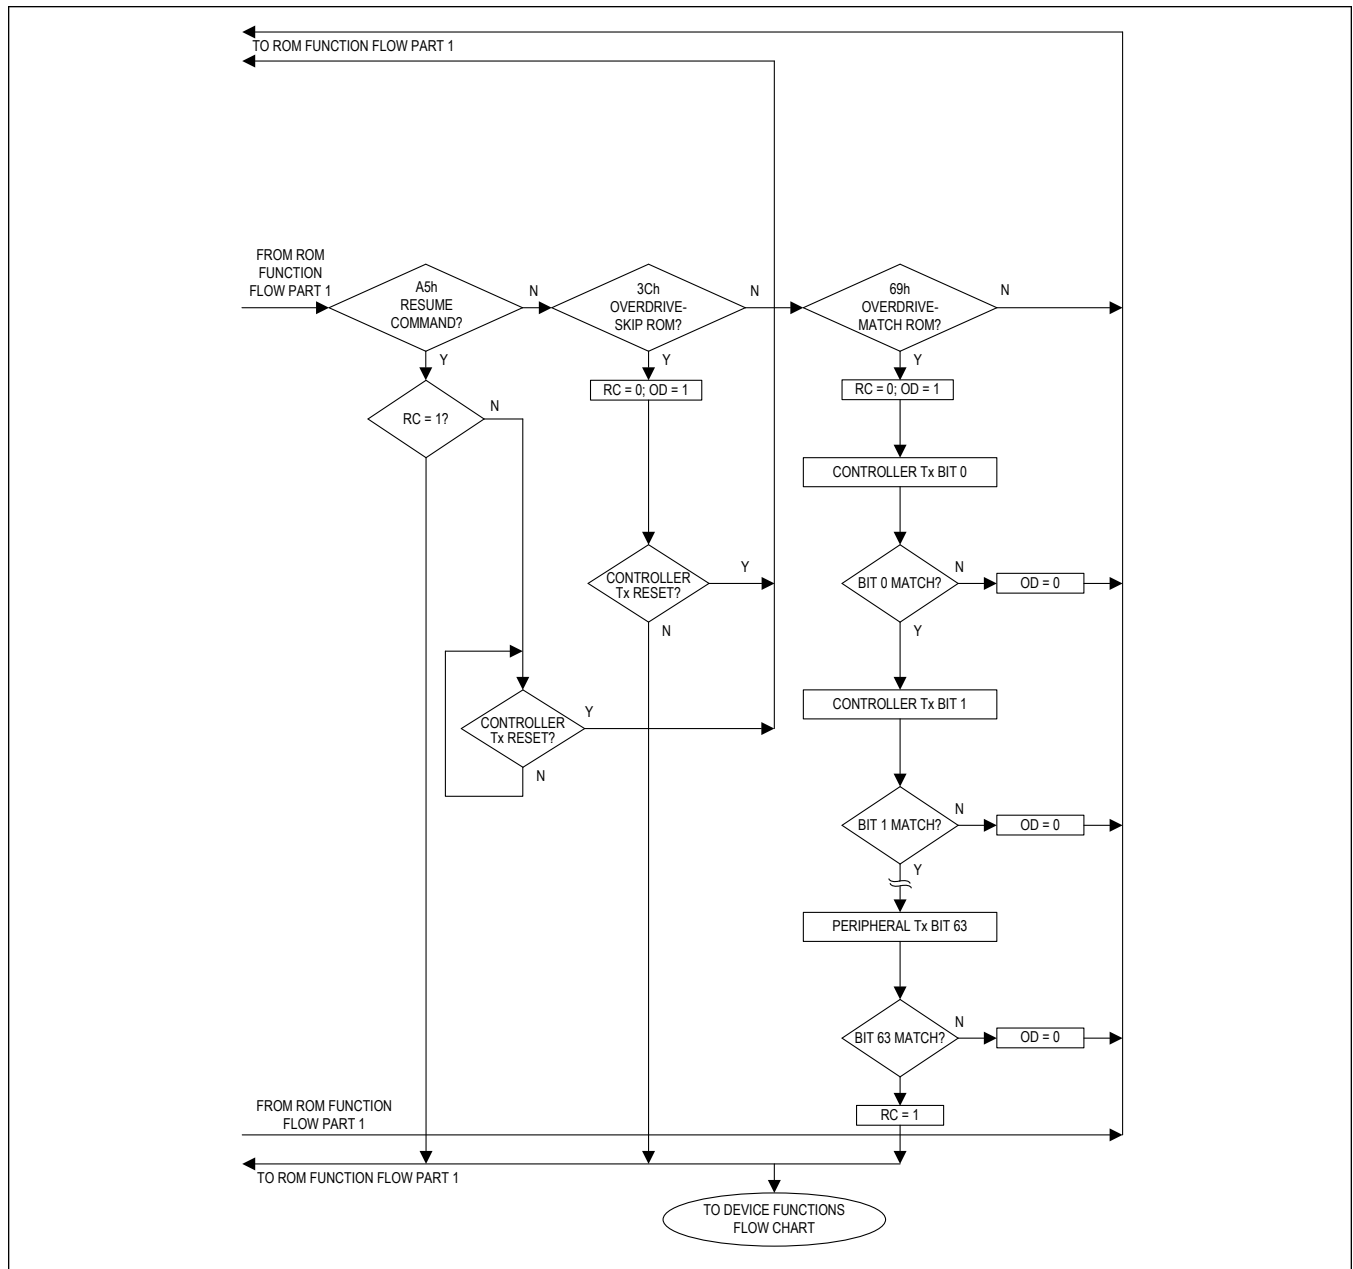 TO ROM FUNCTION FLOW PART 1
FROM ROM
FUNCTION
FLOW PART 1
A5h
RESUME
COMMAND?
N
Y
3Ch
OVERDRIVE-
SKIP ROM?
N
Y
69h
OVERDRIVE-
MATCH ROM?
N
Y
RC = 1?
N
RC = 0; OD = 1
RC = 0; OD = 1
CONTROLLER Tx BIT 0
CONTROLLER
Tx RESET?
Y
N
BIT 0 MATCH?
N
OD = 0
Y
CONTROLLER
Tx RESET?
Y
N
CONTROLLER Tx BIT 1
BIT 1 MATCH?
N
OD = 0
Y
PERIPHERAL Tx BIT 63
BIT 63 MATCH?
N
OD = 0
RC = 1
FROM ROM FUNCTION
FLOW PART 1
TO ROM FUNCTION FLOW PART 1
TO DEVICE FUNCTIONS
FLOW CHART